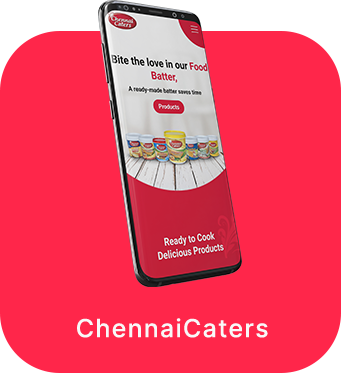 Chennai
Caters
Bite the love in our Food
Batter,
A ready-made batter saves time
Products
Ready to Cook
Delicious Products
ChennaiCaters